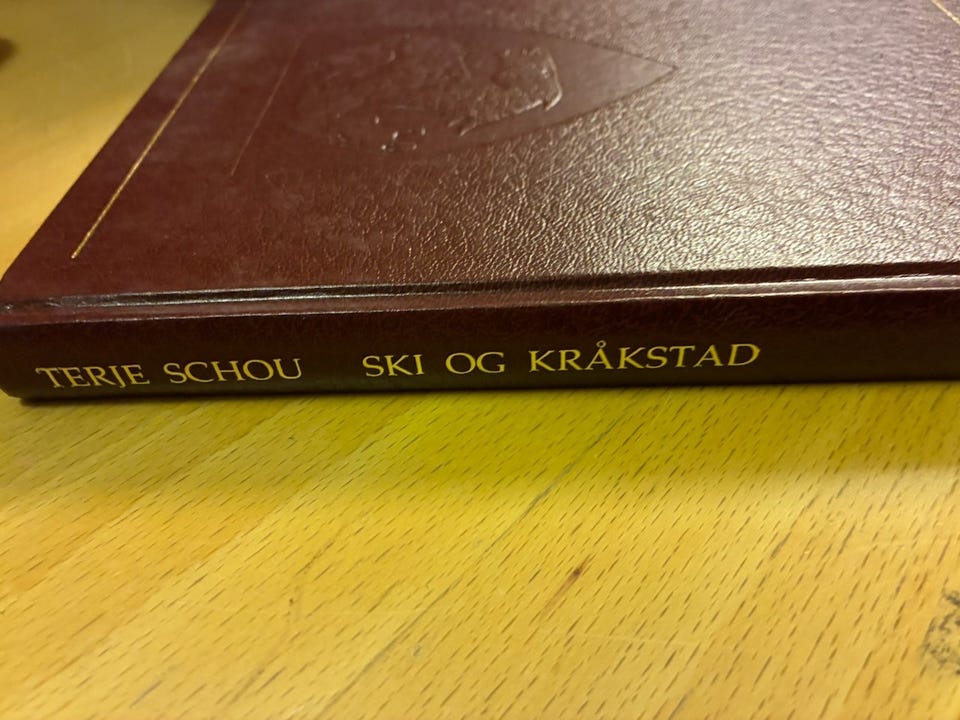 TERJE SCHOU SKI OG KRÅKSTAD